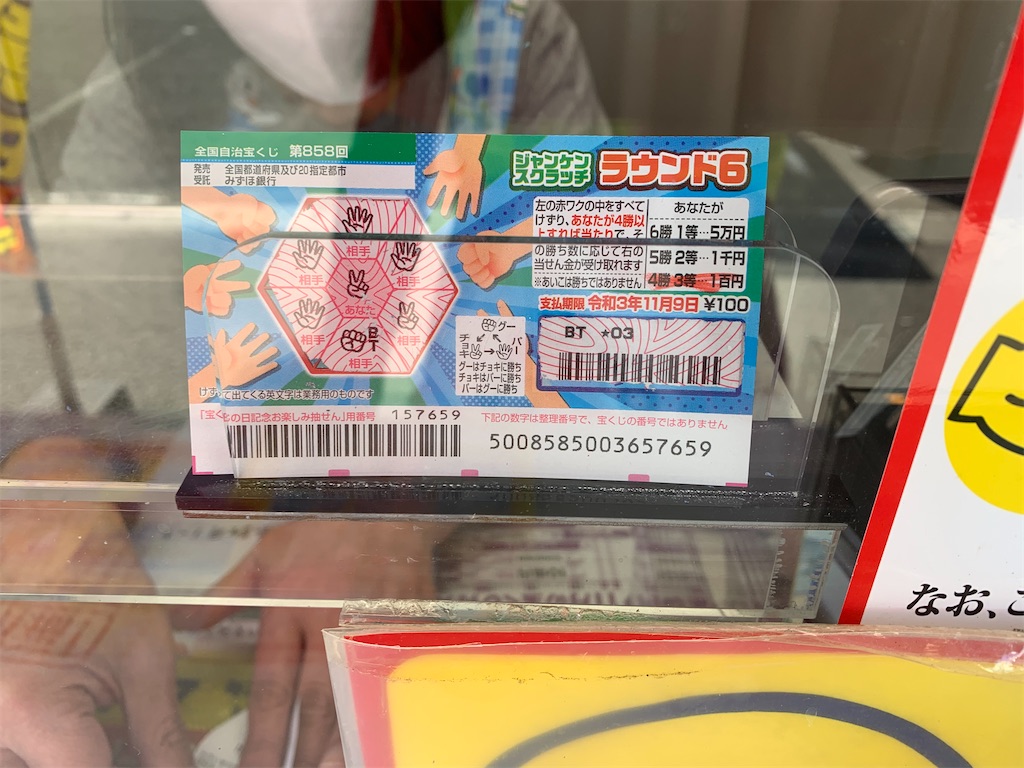 全国自治宝くじ 第858回
発売 全国都道府県及び20指定都市
受託 みずほ銀行
ジャンケン
スクラッチ
ラウンド6
左の赤ワクの中をすべて
けずり、あなたが4勝以
上すれば当たりで、そ
の勝ち数に応じて右の
当せん金が受け取れます
※あいこは勝ちではありません
あなたが
6勝 1等…5万円
5勝 2等…1千円
4勝 3等…1百円
支払期限 令和3年11月9日 ¥100
相手
相手
相手
あなた
相手
相手
BT
相手
グー
チョキ
パー
グーはチョキに勝ち
チョキはパーに勝ち
パーはグーに勝ち
BT ★03
けずって出てくる英文字は業務用のものです
「宝くじの日記念お楽しみ抽せん」用番号 157659
下記の数字は整理番号で、宝くじの番号ではありません
5008585003657659
なお、